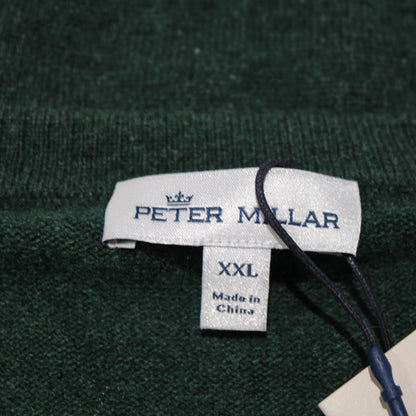 PETER MILLAR
XXL
Made in
China